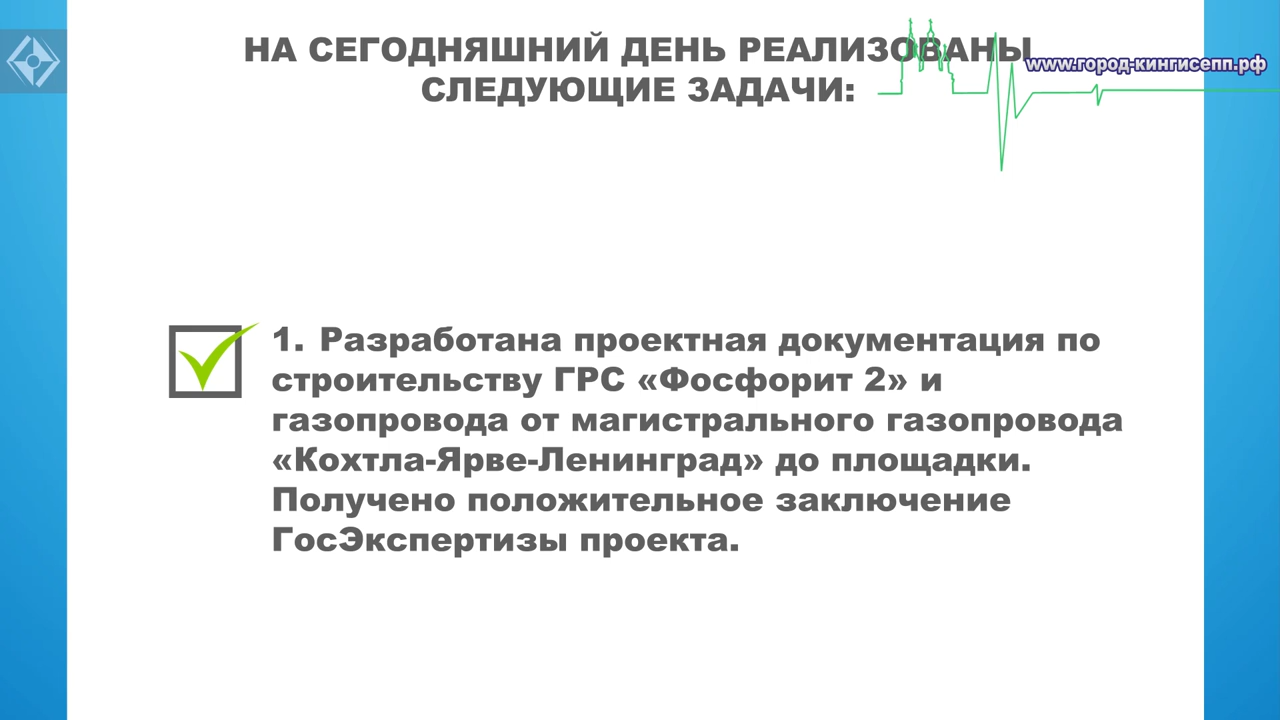 НА СЕГОДНЯШНИЙ ДЕНЬ РЕАЛИЗОВАНЫ
СЛЕДУЮЩИЕ ЗАДАЧИ:
www.город-кингисепп.рф
1. Разработана проектная документация по
строительству ГРС «Фосфорит 2» и
газопровода от магистрального газопровода
«Кохтла-Ярве-Ленинград» до площадки.
Получено положительное заключение
ГосЭкспертизы проекта.